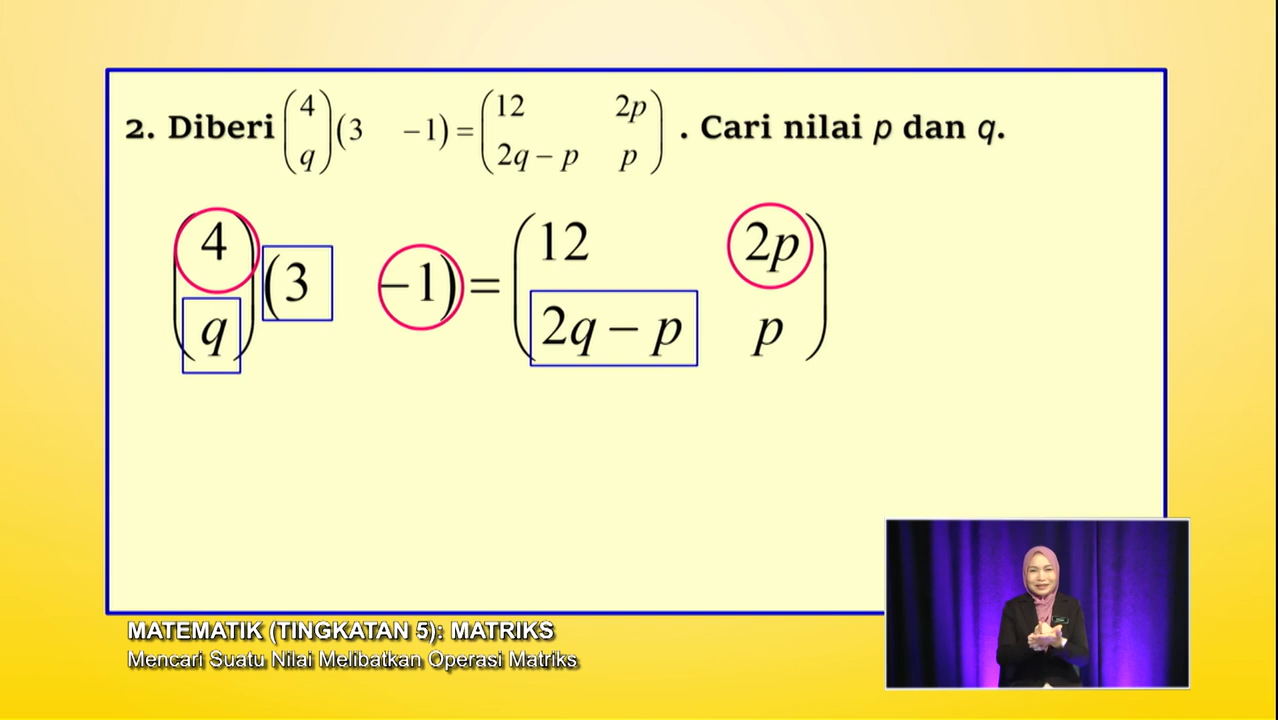 2. Diberi (4 q) (3 −1) = (12 2p 2q − p p) . Cari nilai p dan q.
(4 q) (3 −1) = (12 2p 2q − p p)
MATEMATIK (TINGKATAN 5): MATRIKS
Mencari Suatu Nilai Melibatkan Operasi Matriks